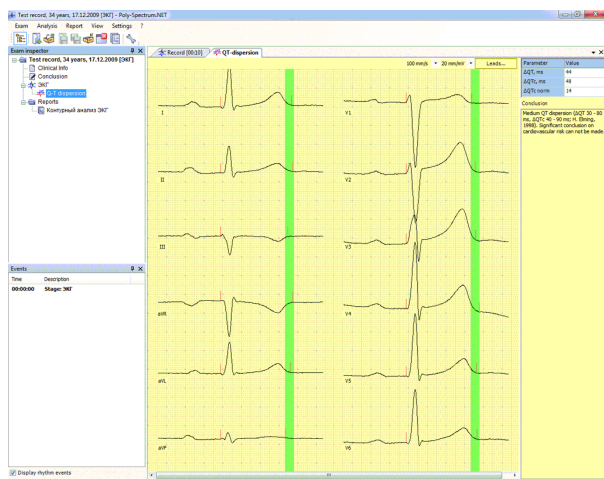 Test record, 34 years, 17.12.2009 [ЭКГ] - Poly-Spectrum.NET
Exam Analysis Report View Settings ?
Exam inspector
Test record, 34 years, 17.12.2009 [ЭКГ]
Clinical Info
Conclusion
ЭКГ
Q-T dispersion
Reports
Контурный анализ ЭКГ
Events
Time Description
00:00:00 Stage: ЭКГ
Display rhythm events
Record [00:10] QT-dispersion
100 mm/s 20 mm/mV Leads...
I V1
II V2
III V3
aVR V4
aVL V5
aVF V6
Parameter Value
ΔQT, ms 44
ΔQTc, ms 48
ΔQTc norm 14
Conclusion
Medium QT dispersion (ΔQT 30 - 80
ms, ΔQTc 40 - 90 ms; H. Elming,
1998). Significant conclusion on
cardiovascular risk can not be made.